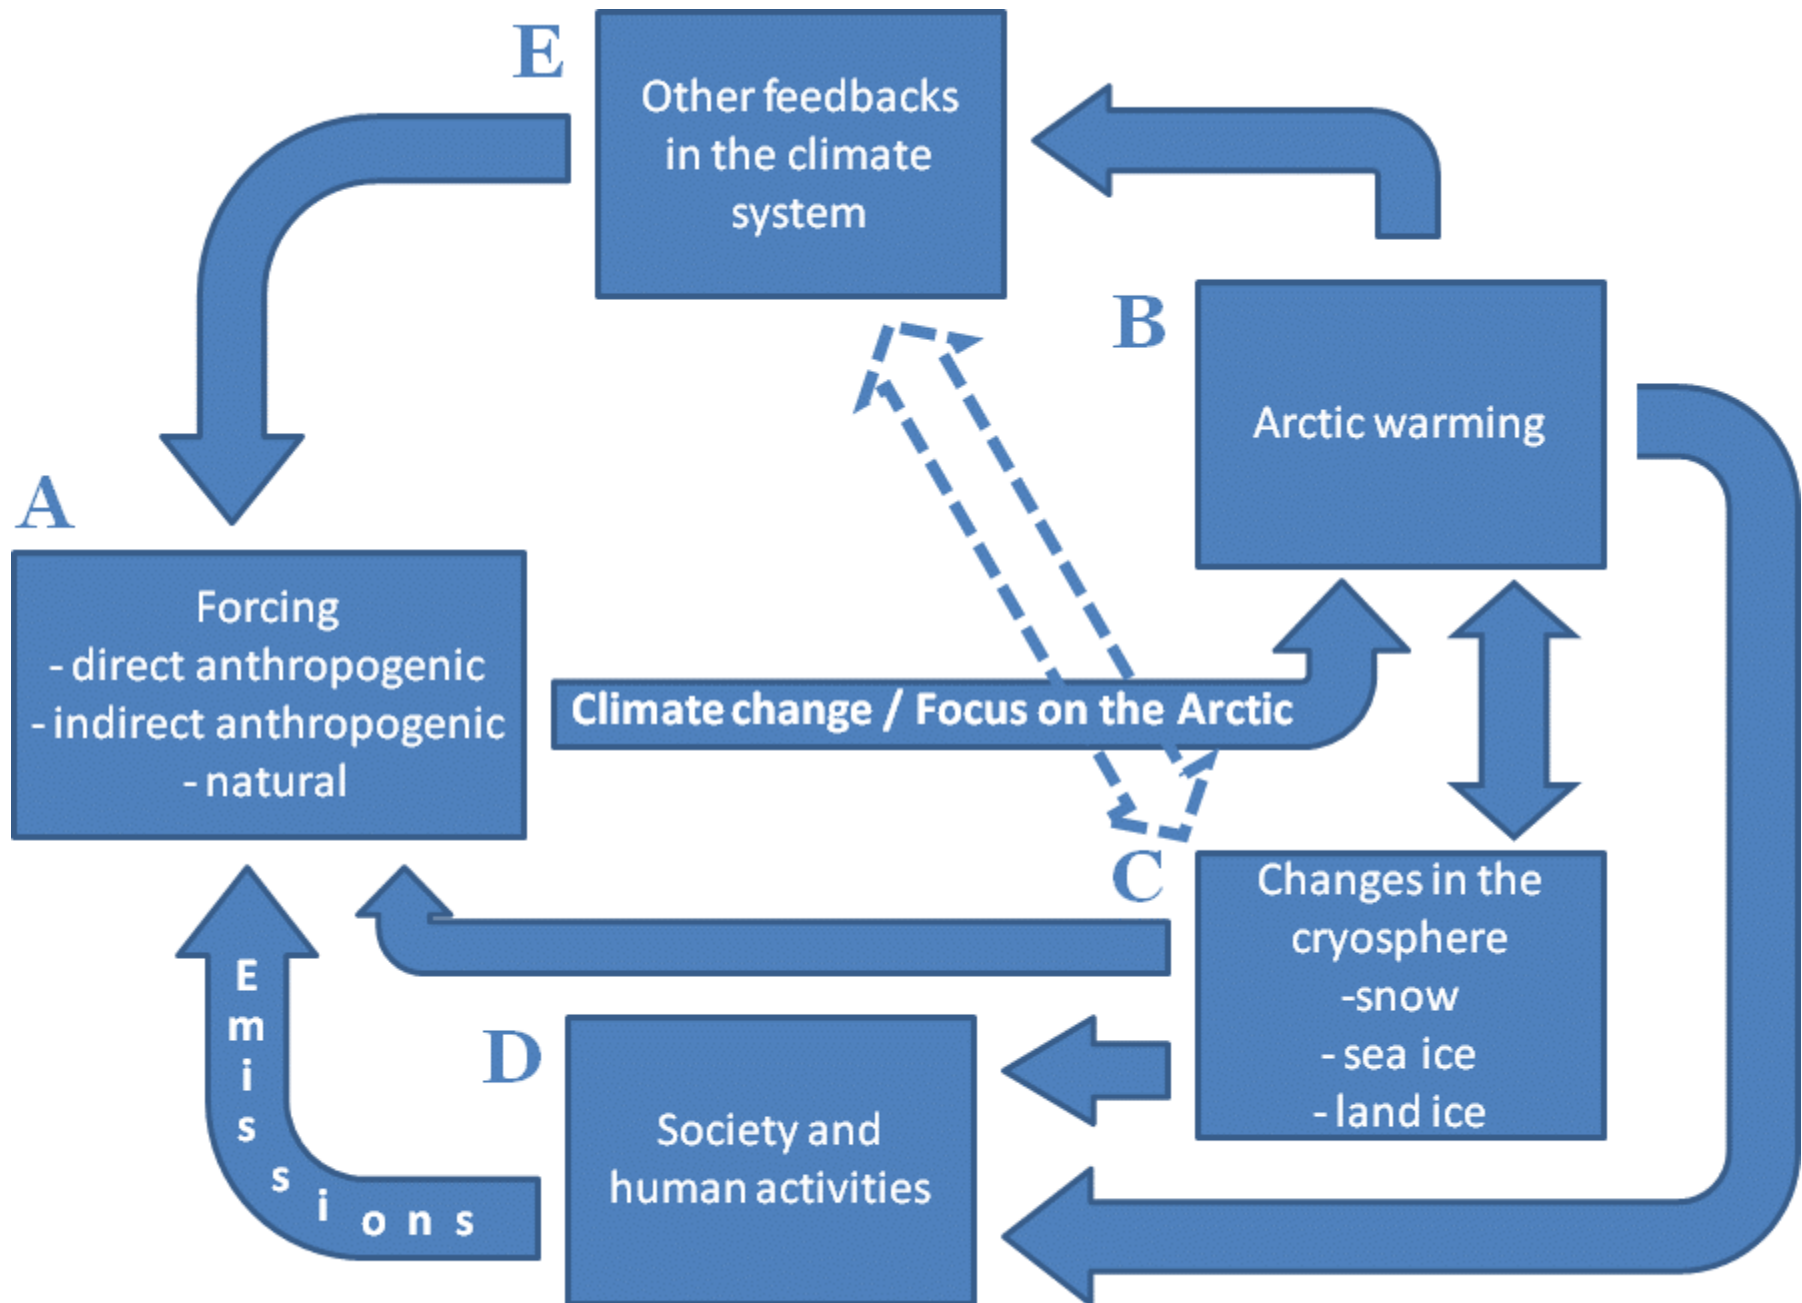 E
Other feedbacks
in the climate
system
B
Arctic warming
A
Forcing
- direct anthropogenic
- indirect anthropogenic
- natural
Climate change / Focus on the Arctic
C
Changes in the
cryosphere
-snow
- sea ice
- land ice
D
Society and
human activities
Emissions